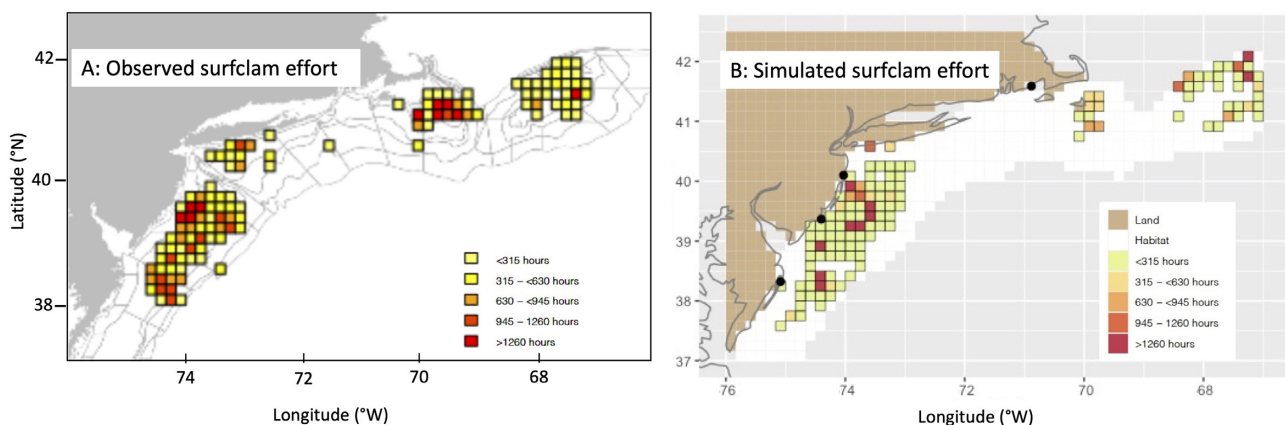 A: Observed surfclam effort
42
40
38
Latitude (°N)
74
72
70
68
Longitude (°W)
<315 hours
315 – <630 hours
630 – <945 hours
945 – 1260 hours
>1260 hours
B: Simulated surfclam effort
42
41
40
39
38
37
76
74
72
70
68
Longitude (°W)
Land
Habitat
<315 hours
315 – <630 hours
630 – <945 hours
945 – 1260 hours
>1260 hours